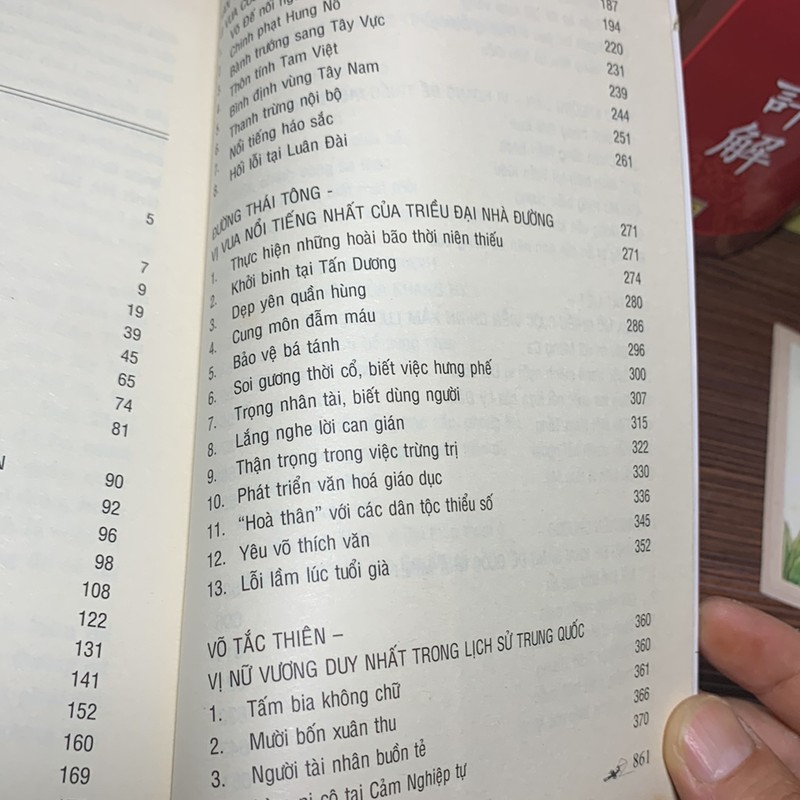 5
7
9
19
39
45
65
74
81
90
92
96
98
108
122
131
141
152
160
169
187
Chinh phạt Hung Nô 194
3. Bành trướng sang Tây Vực 220
Thôn tính Tam Việt 231
5. Bình định vùng Tây Nam 239
6. Thanh trừng nội bộ 244
7. Nổi tiếng háo sắc 251
8. Hối lỗi tại Luân Đài 261
ĐƯỜNG THÁI TÔNG -
VỊ VUA NỔI TIẾNG NHẤT CỦA TRIỀU ĐẠI NHÀ ĐƯỜNG 271
1. Thực hiện những hoài bão thời niên thiếu 271
2. Khởi binh tại Tấn Dương 274
3. Dẹp yên quần hùng 280
4. Cung môn đẫm máu 286
5. Bảo vệ bá tánh 296
6. Soi gương thời cổ, biết việc hưng phế 300
7. Trọng nhân tài, biết dùng người 307
8. Lắng nghe lời can gián 315
9. Thận trọng trong việc trừng trị 322
10. Phát triển văn hoá giáo dục 330
11. “Hoà thân” với các dân tộc thiểu số 336
12. Yêu võ thích văn 345
13. Lỗi lầm lúc tuổi già 352
VÕ TẮC THIÊN –
VỊ NỮ VƯƠNG DUY NHẤT TRONG LỊCH SỬ TRUNG QUỐC 360
1. Tấm bia không chữ 360
2. Mười bốn xuân thu 361
3. Người tài nhân buồn tẻ 366
cô tại Cảm Nghiệp tự 370
861
解